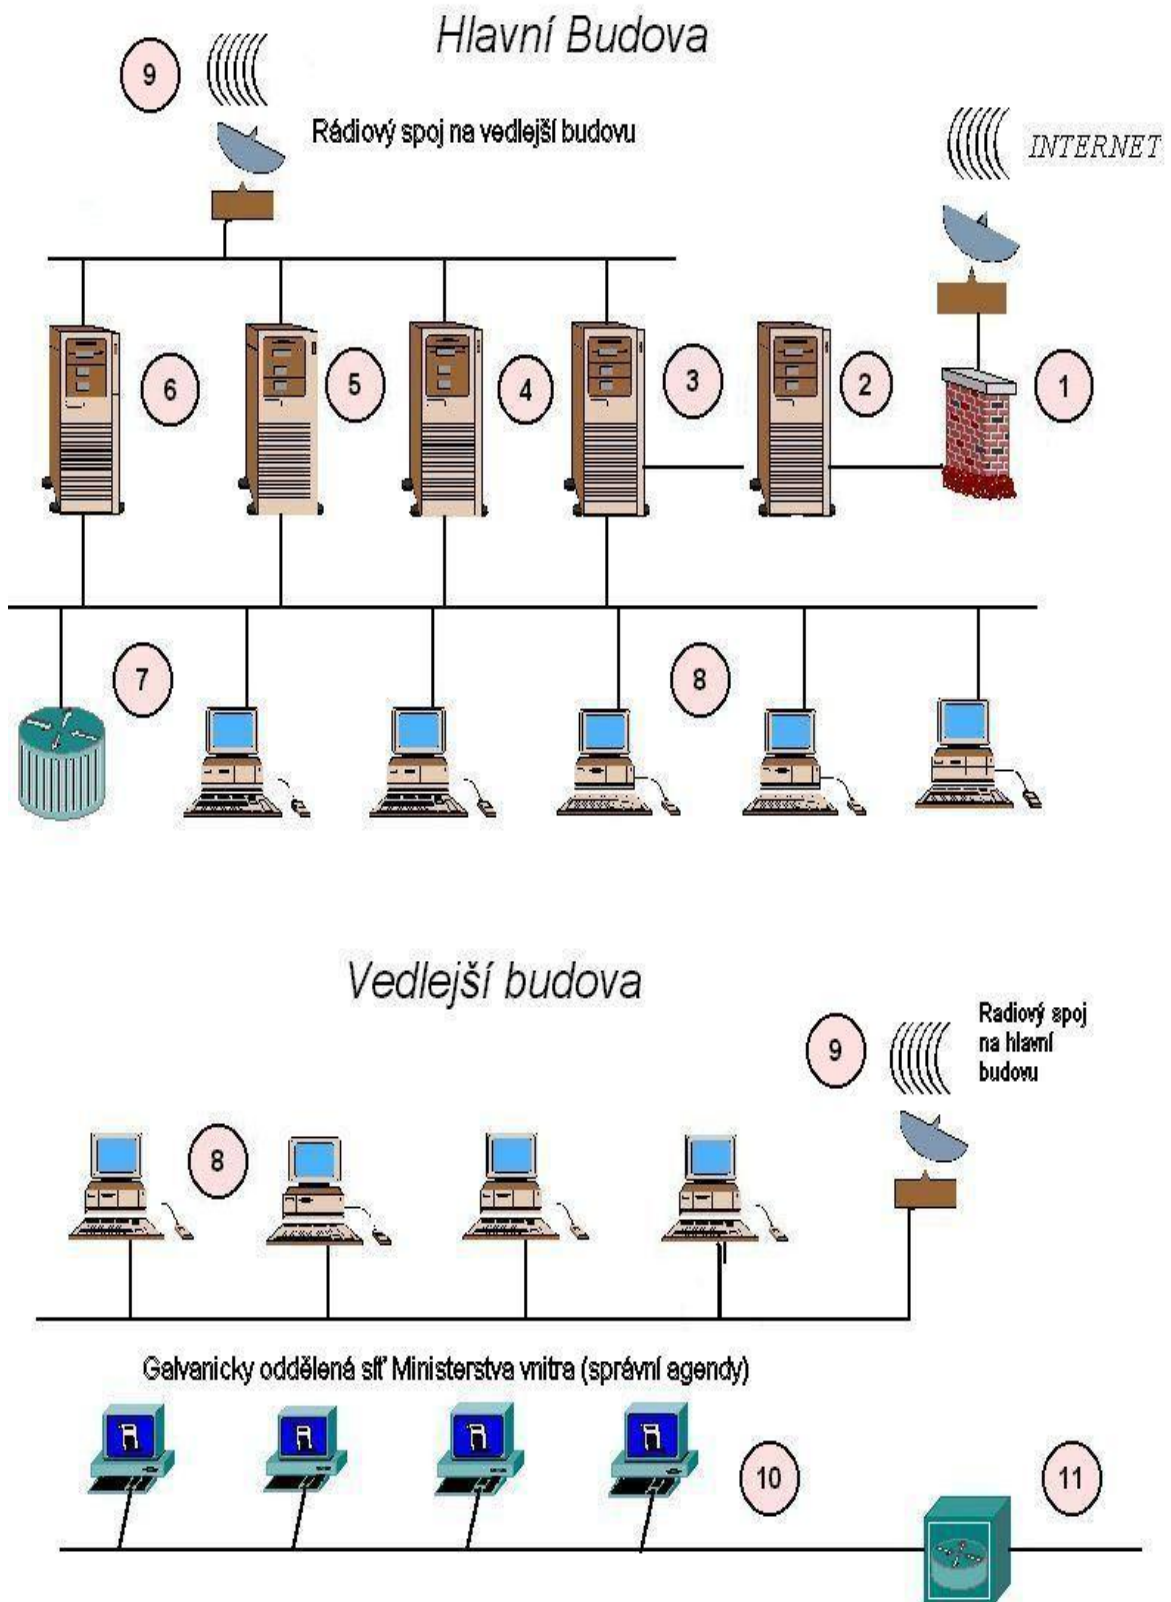 Hlavní Budova
9
Rádiový spoj na vedlejší budovu
INTERNET
6
5
4
3
2
1
7
8
Vedlejší budova
9
Radiový spoj
na hlavní
budovu
8
Galvanicky oddělená síť Ministerstva vnitra (správní agendy)
10
11